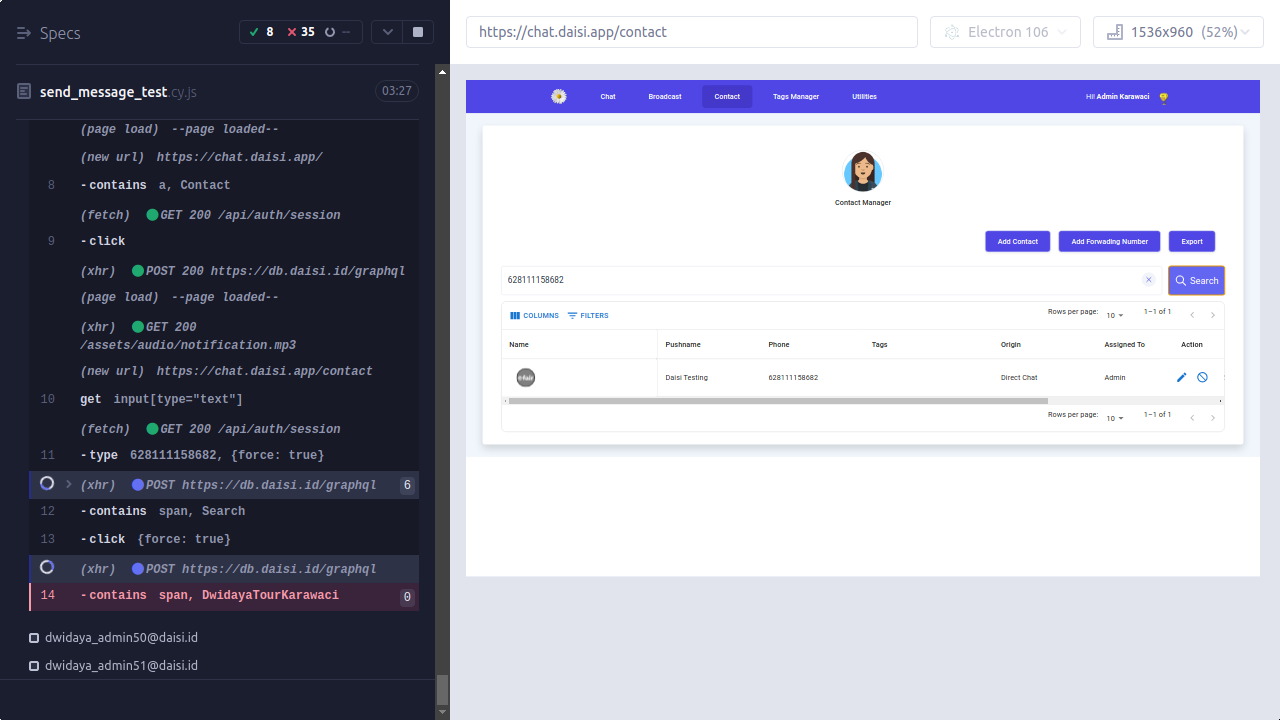 Specs
8
35
--
send_message_test.cy.js
03:27
(page load) --page loaded--
(new url) https://chat.daisi.app/
8 -contains a, Contact
(fetch) GET 200 /api/auth/session
9 -click
(xhr) POST 200 https://db.daisi.id/graphql
(page load) --page loaded--
(xhr) GET 200
/assets/audio/notification.mp3
(new url) https://chat.daisi.app/contact
10 get input[type="text"]
(fetch) GET 200 /api/auth/session
11 -type 628111158682, {force: true}
(xhr) POST https://db.daisi.id/graphql 6
12 -contains span, Search
13 -click {force: true}
(xhr) POST https://db.daisi.id/graphql
14 -contains span, DwidayaTourKarawaci 0
dwidaya_admin50@daisi.id
dwidaya_admin51@daisi.id
https://chat.daisi.app/contact
Electron 106
1536x960 (52%)
Chat Broadcast Contact Tags Manager Utilities
Hi! Admin Karawaci
Contact Manager
Add Contact
Add Forwading Number
Export
628111158682
Search
COLUMNS FILTERS
Rows per page: 10 1–1 of 1
Name Pushname Phone Tags Origin Assigned To Action
Daisi Testing 628111158682 Direct Chat Admin
Rows per page: 10 1–1 of 1